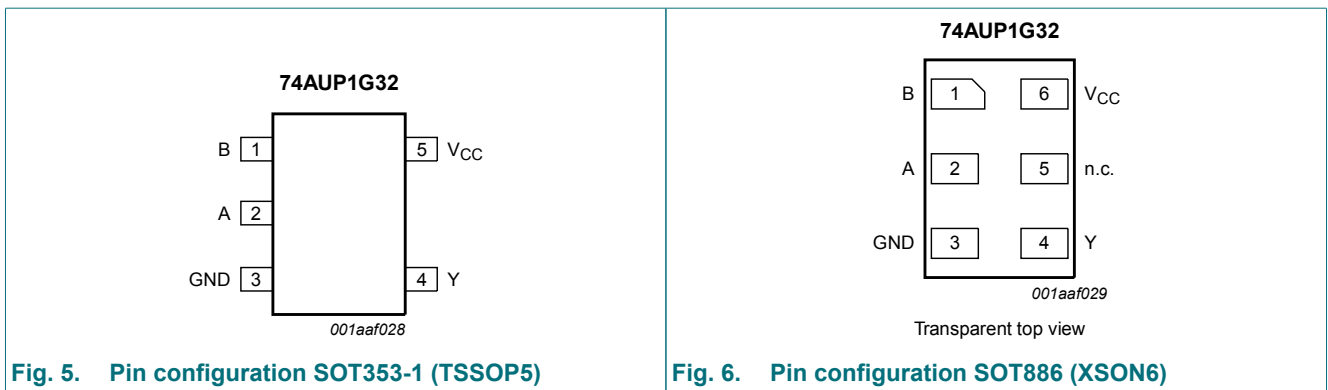 74AUP1G32
B 1 5 VCC
A 2
GND 3 4 Y
001aaf028
Fig. 5. Pin configuration SOT353-1 (TSSOP5)
74AUP1G32
B 1 6 VCC
A 2 5 n.c.
GND 3 4 Y
001aaf029
Transparent top view
Fig. 6. Pin configuration SOT886 (XSON6)